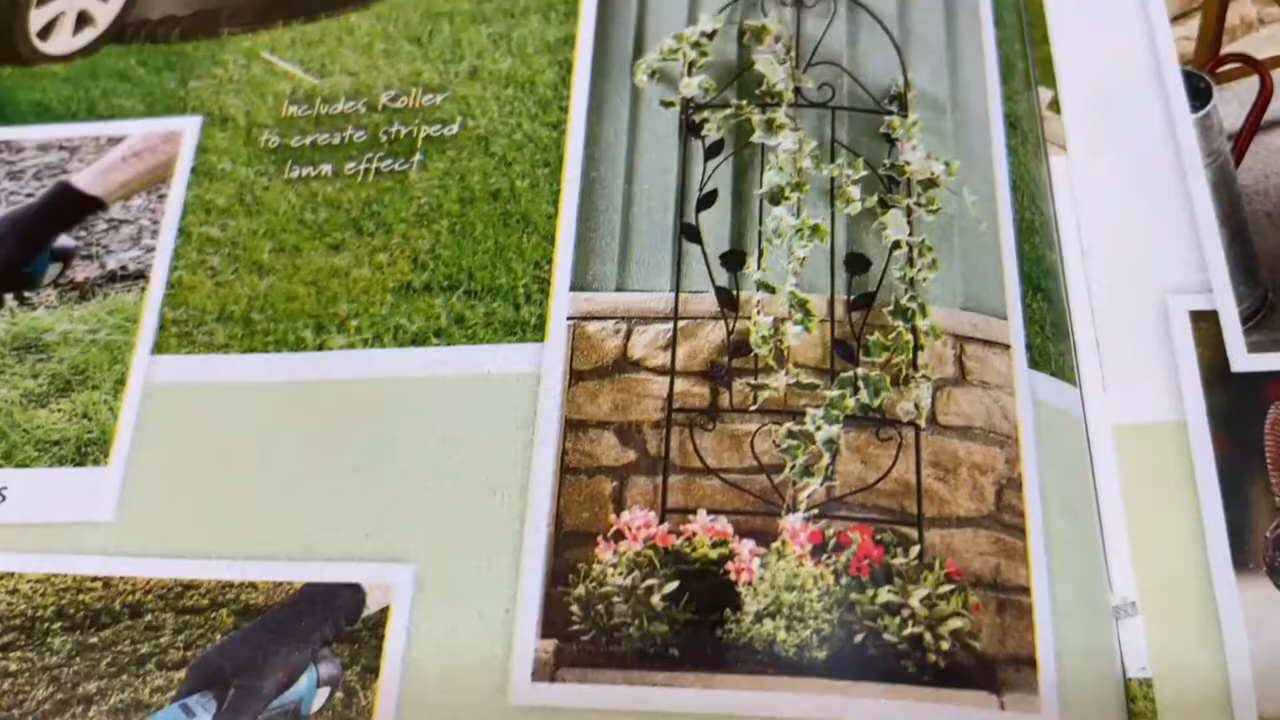 Includes Roller
to create striped
lawn effect
s